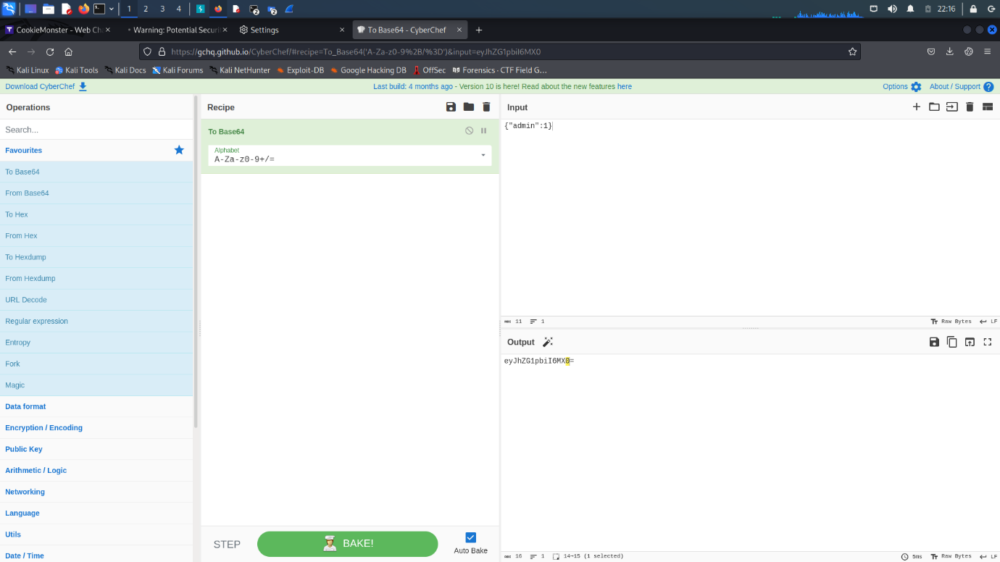 1 2 3 4 2 2 22:16
CookieMonster - Web Ch Warning: Potential Securi Settings To Base64 - CyberChef
https://gchq.github.io/CyberChef/#recipe=To_Base64('A-Za-z0-9%2B/%3D')&input=eyJhZG1pbiI6MX0
Kali Linux Kali Tools Kali Docs Kali Forums Kali NetHunter Exploit-DB Google Hacking DB OffSec Forensics · CTF Field G…
Download CyberChef Last build: 4 months ago - Version 10 is here! Read about the new features here Options About / Support
Operations
Search...
Favourites
To Base64
From Base64
To Hex
From Hex
To Hexdump
From Hexdump
URL Decode
Regular expression
Entropy
Fork
Magic
Data format
Encryption / Encoding
Public Key
Arithmetic / Logic
Networking
Language
Utils
Date / Time
Recipe
To Base64
Alphabet
A-Za-z0-9+/=
STEP BAKE! Auto Bake
Input
{"admin":1}
ABC 11 1 Raw Bytes LF
Output
eyJhZG1pbiI6MX0=
ABC 16 1 14→15 (1 selected) 5ms Raw Bytes LF